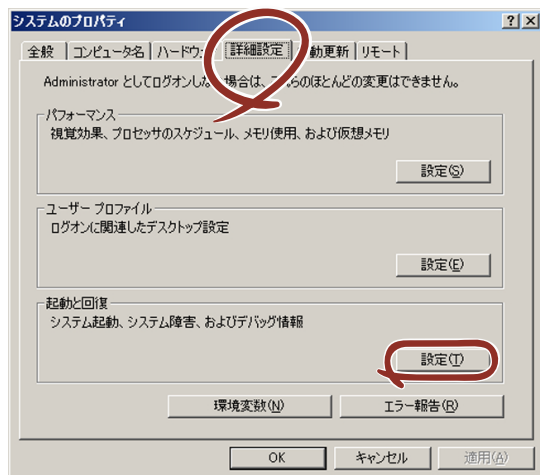 システムのプロパティ
全般 コンピュータ名 ハードウ 詳細設定 動更新 リモート
Administrator としてログオンしな 場合は、 らのほとんどの変更はできません。
パフォーマンス
視覚効果、プロセッサのスケジュール、メモリ使用、および仮想メモリ
設定(S)
ユーザー プロファイル
ログオンに関連したデスクトップ設定
設定(E)
起動と回復
システム起動、システム障害、およびデバッグ情報
設定(T)
環境変数(N) エラー報告(R)
OK キャンセル 適用(A)